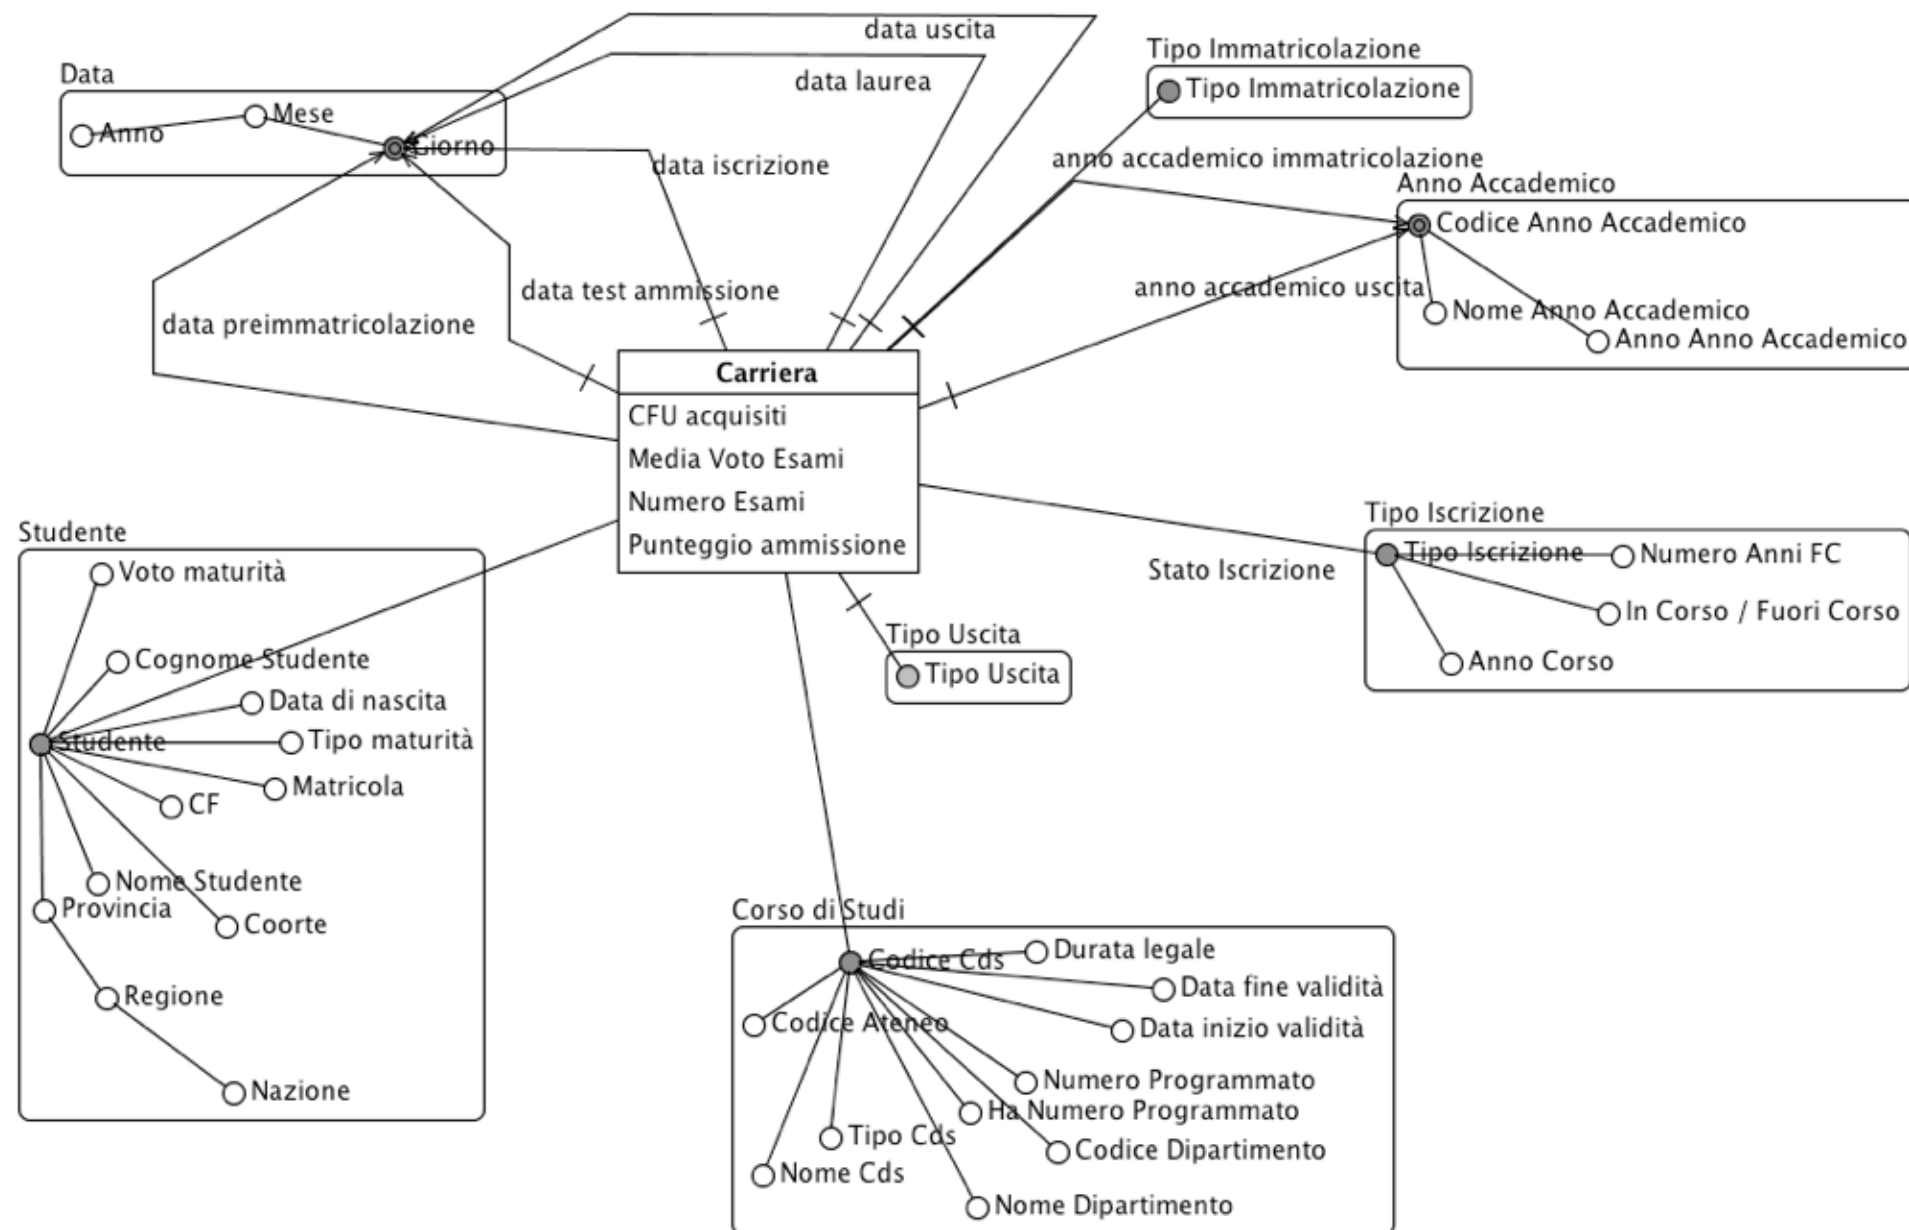 data uscita
data laurea
Data
Anno
Mese
Giorno
data iscrizione
data test ammissione
data preimmatricolazione
Tipo Immatricolazione
Tipo Immatricolazione
anno accademico immatricolazione
Anno Accademico
Codice Anno Accademico
Nome Anno Accademico
Anno Anno Accademico
anno accademico uscita
Carriera
CFU acquisiti
Media Voto Esami
Numero Esami
Punteggio ammissione
Tipo Iscrizione
Tipo Iscrizione
Numero Anni FC
In Corso / Fuori Corso
Anno Corso
Stato Iscrizione
Tipo Uscita
Tipo Uscita
Studente
Voto maturità
Cognome Studente
Data di nascita
Studente
Tipo maturità
Matricola
CF
Nome Studente
Provincia
Coorte
Regione
Nazione
Corso di Studi
Codice Cds
Durata legale
Data fine validità
Codice Ateneo
Data inizio validità
Numero Programmato
Ha Numero Programmato
Tipo Cds
Codice Dipartimento
Nome Cds
Nome Dipartimento